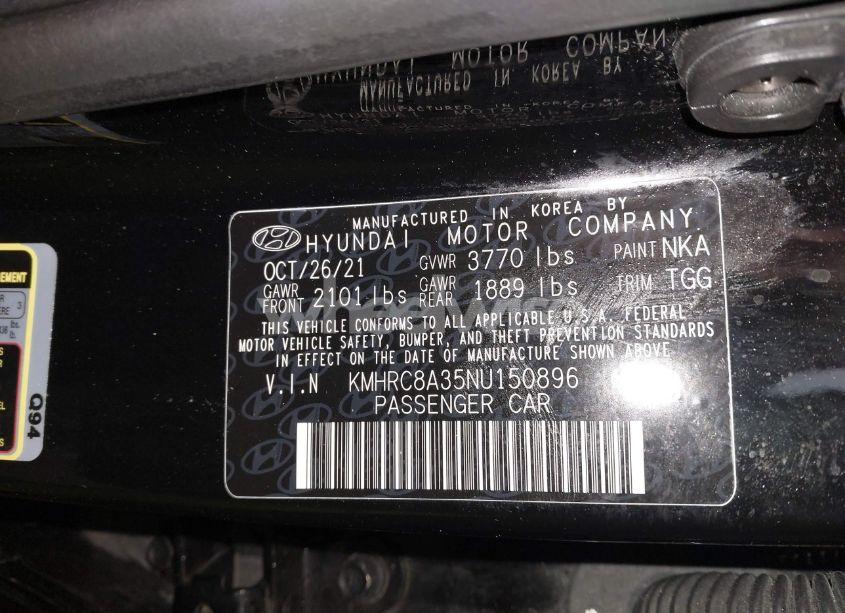 MANUFACTURED IN KOREA BY
HYUNDAI MOTOR COMPANY
OCT/26/21 GVWR 3770 lbs PAINT NKA
GAWR FRONT 2101 lbs GAWR REAR 1889 lbs TRIM TGG
THIS VEHICLE CONFORMS TO ALL APPLICABLE U.S.A. FEDERAL
MOTOR VEHICLE SAFETY, BUMPER, AND THEFT PREVENTION STANDARDS
IN EFFECT ON THE DATE OF MANUFACTURE SHOWN ABOVE
V.I.N KMHRC8A35NU150896
PASSENGER CAR
Q94